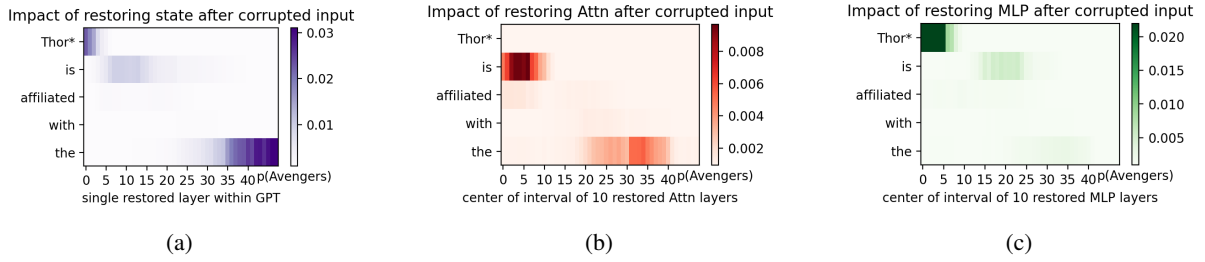 Impact of restoring state after corrupted input
Thor*
is
affiliated
with
the
0.03
0.02
0.01
0 5 10 15 20 25 30 35 40
p(Avengers)
single restored layer within GPT
(a)
Impact of restoring Attn after corrupted input
Thor*
is
affiliated
with
the
0.008
0.006
0.004
0.002
0 5 10 15 20 25 30 35 40
p(Avengers)
center of interval of 10 restored Attn layers
(b)
Impact of restoring MLP after corrupted input
Thor*
is
affiliated
with
the
0.020
0.015
0.010
0.005
0 5 10 15 20 25 30 35 40
p(Avengers)
center of interval of 10 restored MLP layers
(c)